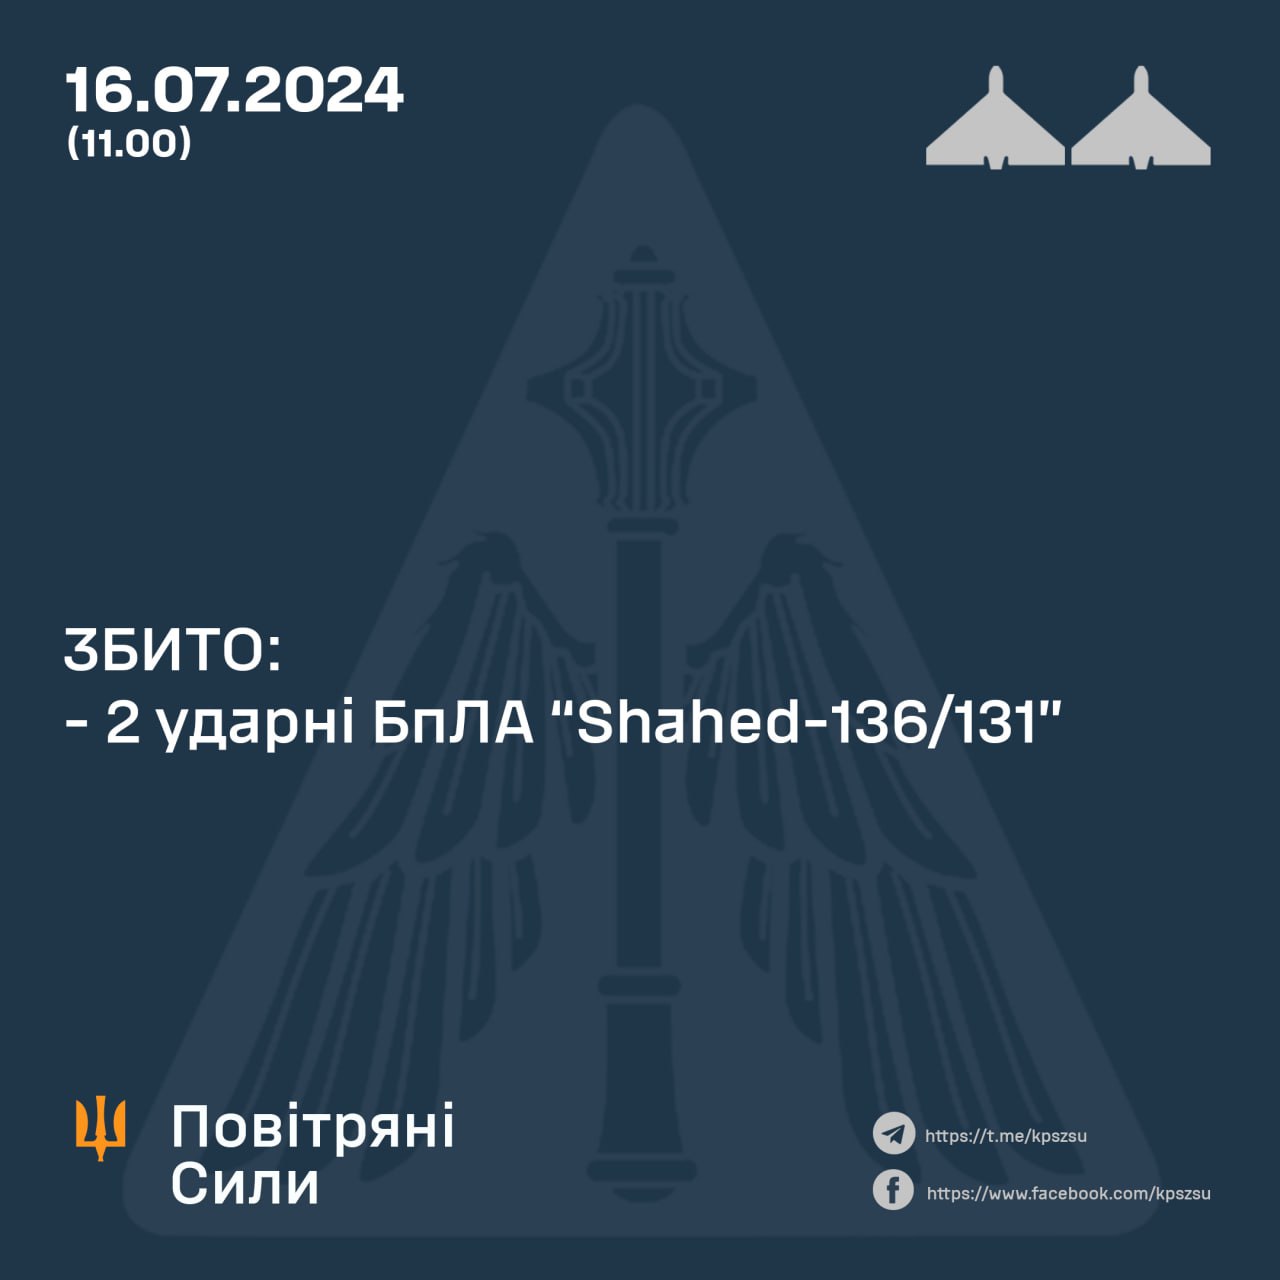 16.07.2024
(11.00)
ЗБИТО:
- 2 ударні БпЛА “Shahed-136/131”
Повітряні
Сили
https://t.me/kpszsu
https://www.facebook.com/kpszsu